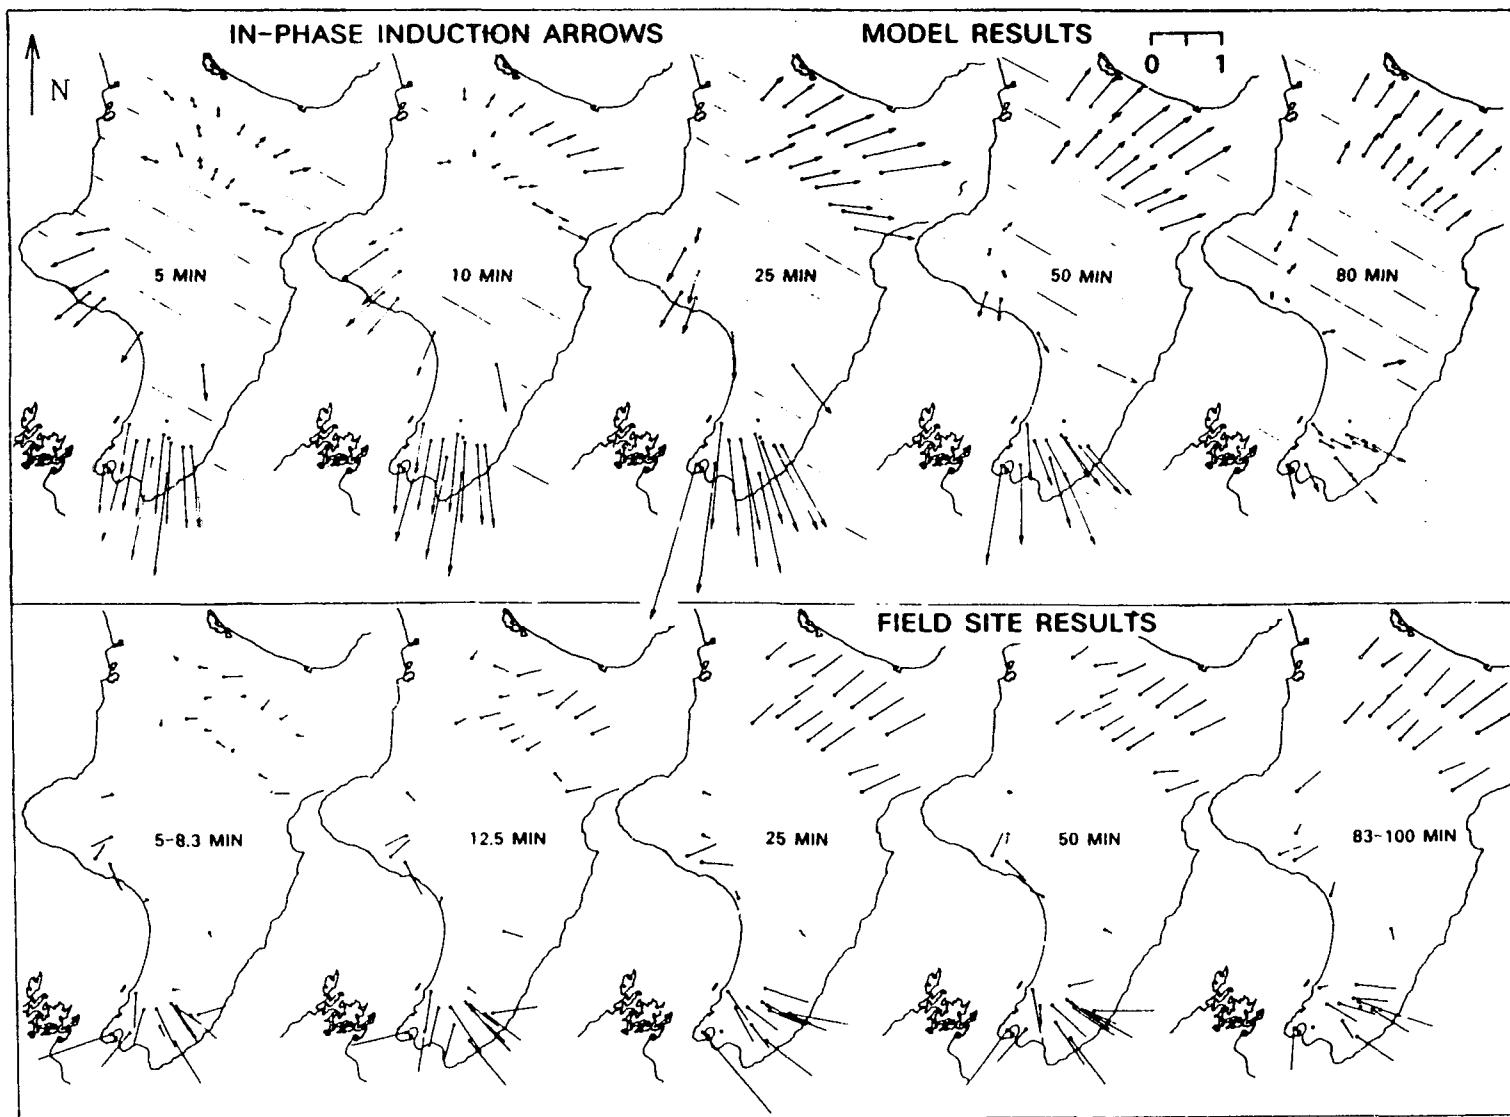 IN-PHASE INDUCTION ARROWS
MODEL RESULTS
0 1
N
5 MIN
10 MIN
25 MIN
50 MIN
80 MIN
FIELD SITE RESULTS
5-8.3 MIN
12.5 MIN
25 MIN
50 MIN
83-100 MIN